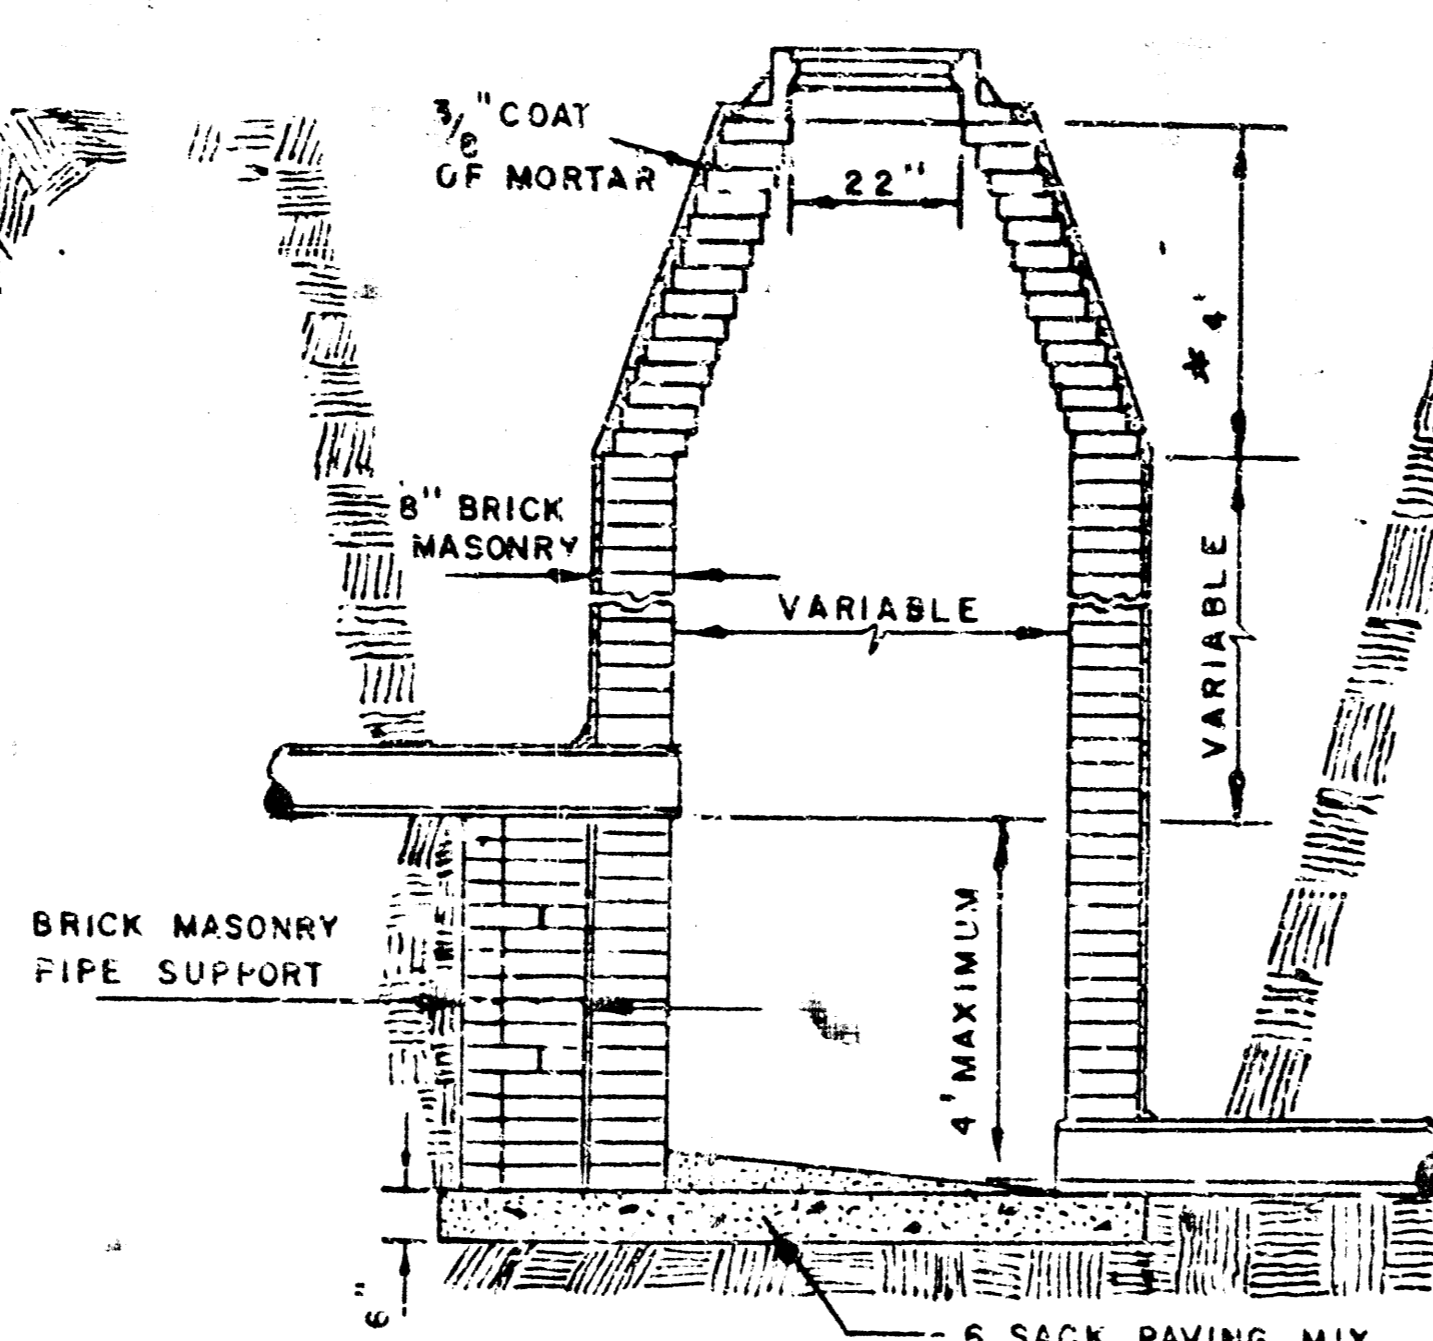 3/8" COAT
OF MORTAR
22"
* 4'
8" BRICK
MASONRY
VARIABLE
VARIABLE
BRICK MASONRY
PIPE SUPPORT
4' MAXIMUM
6"
6 SACK PAVING MIX